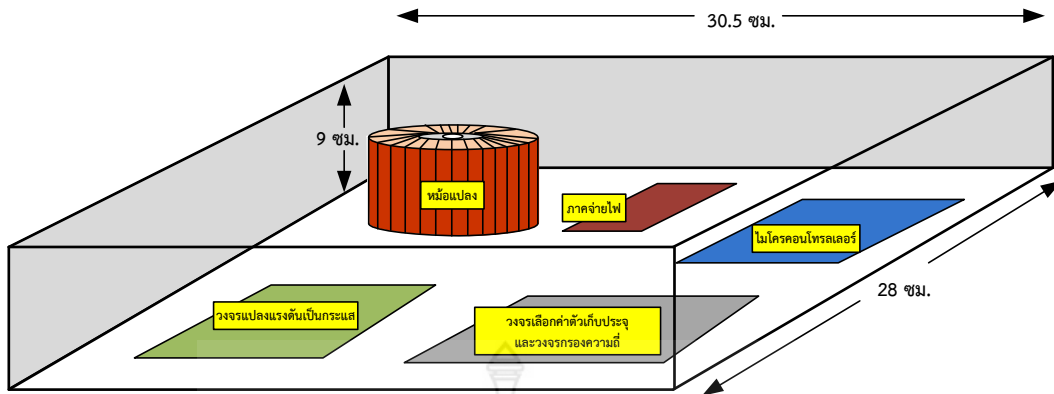 30.5 ซม.
9 ซม.
หม้อแปลง
ภาคจ่ายไฟ
ไมโครคอนโทรลเลอร์
28 ซม.
วงจรแปลงแรงดันเป็นกระแส
วงจรเลือกค่าตัวเก็บประจุ
และวงจรกรองความถี่